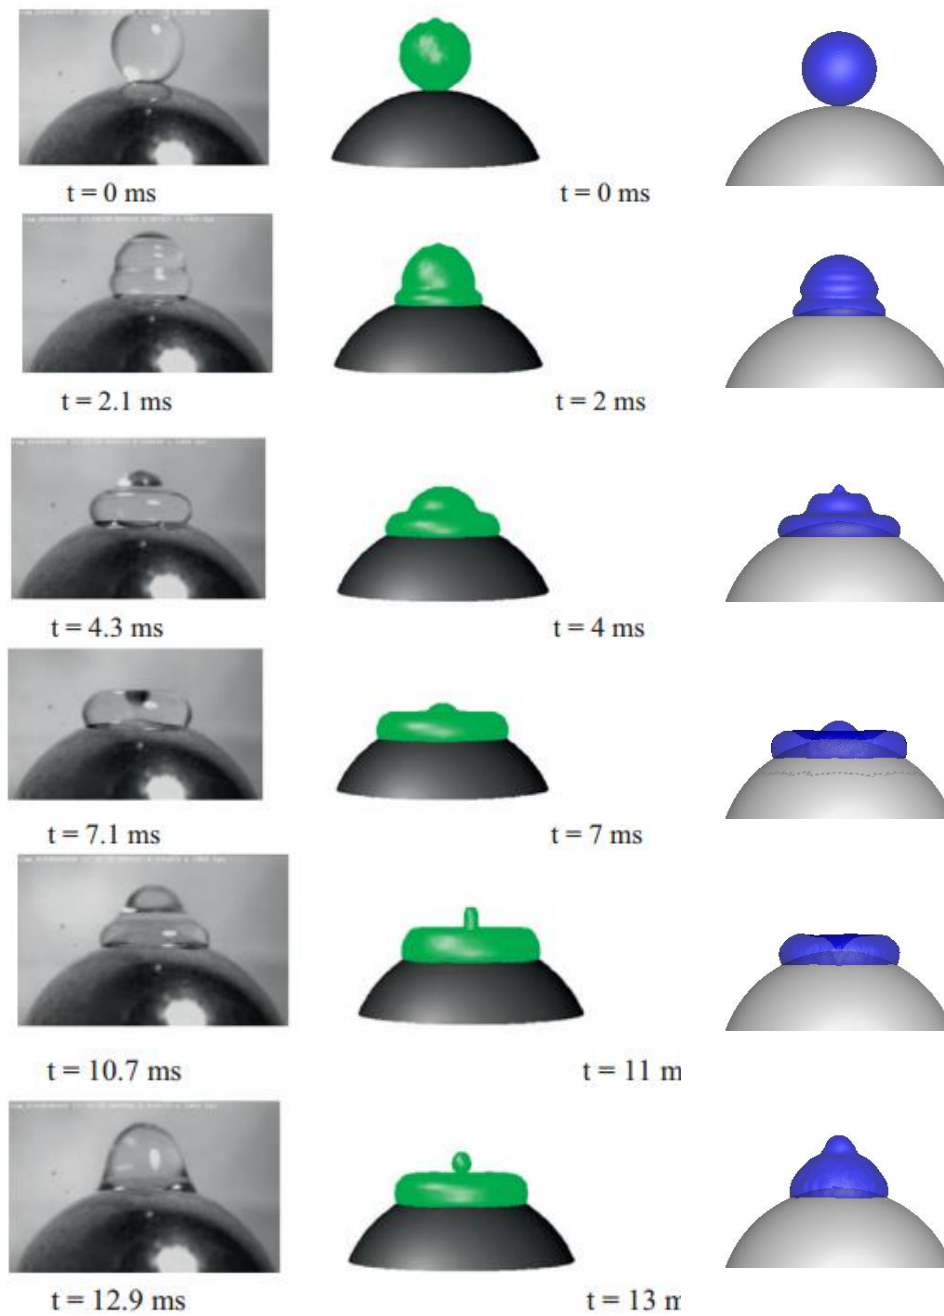 t = 0 ms
t = 0 ms
t = 2.1 ms
t = 2 ms
t = 4.3 ms
t = 4 ms
t = 7.1 ms
t = 7 ms
t = 10.7 ms
t = 11 m
t = 12.9 ms
t = 13 m